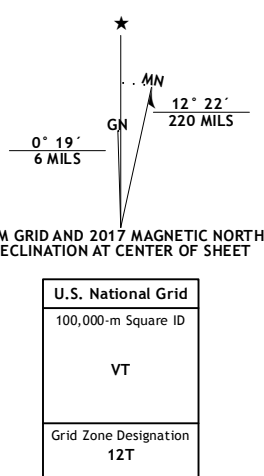 ★
MN
GN
12° 22´
220 MILS
0° 19´
6 MILS
M GRID AND 2017 MAGNETIC NORTH
ECLINATION AT CENTER OF SHEET
U.S. National Grid
100,000-m Square ID
VT
Grid Zone Designation
12T